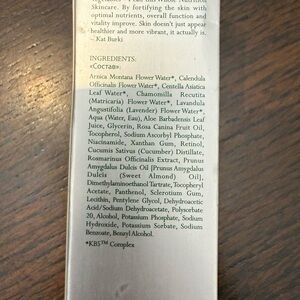 Skincare. By fortifying the skin with
optimal nutrients, overall function and
vitality improve. Skin doesn't just appear
healthier and more vibrant, it actually is.
– Kat Burki
INGREDIENTS:
«Состав»:
Arnica Montana Flower Water*, Calendula
Officinalis Flower Water*, Centella Asiatica
Leaf Water*, Chamomilla Recutita
(Matricaria) Flower Water*, Lavandula
Angustifolia (Lavender) Flower Water*,
Aqua (Water, Eau), Aloe Barbadensis Leaf
Juice, Glycerin, Rosa Canina Fruit Oil,
Tocopherol, Sodium Ascorbyl Phosphate,
Niacinamide, Xanthan Gum, Retinol,
Cucumis Sativus (Cucumber) Distillate,
Rosmarinus Officinalis Extract, Prunus
Amygdalus Dulcis Oil [Prunus Amygdalus
Dulcis (Sweet Almond) Oil],
Dimethylaminoethanol Tartrate, Tocopheryl
Acetate, Panthenol, Sclerotium Gum,
Lecithin, Pentylene Glycol, Dehydroacetic
Acid/Sodium Dehydroacetate, Polysorbate
20, Alcohol, Potassium Phosphate, Sodium
Hydroxide, Potassium Sorbate, Sodium
Benzoate, Benzyl Alcohol.
*KB5™ Complex